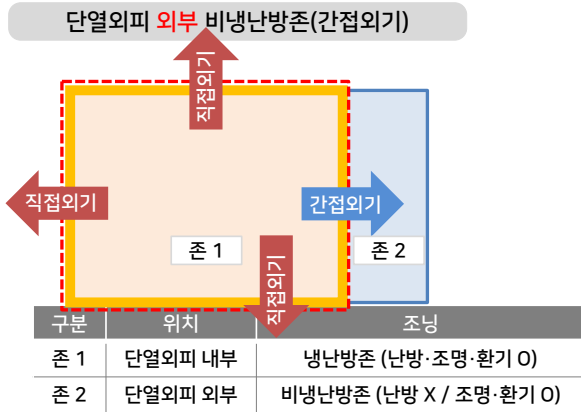 단열외피 외부 비냉난방존(간접외기)
직접외기
직접외기
간접외기
존 1
존 2
직접외기
구분 위치 조닝
존 1 단열외피 내부 냉난방존 (난방·조명·환기 O)
존 2 단열외피 외부 비냉난방존 (난방 X / 조명·환기 O)